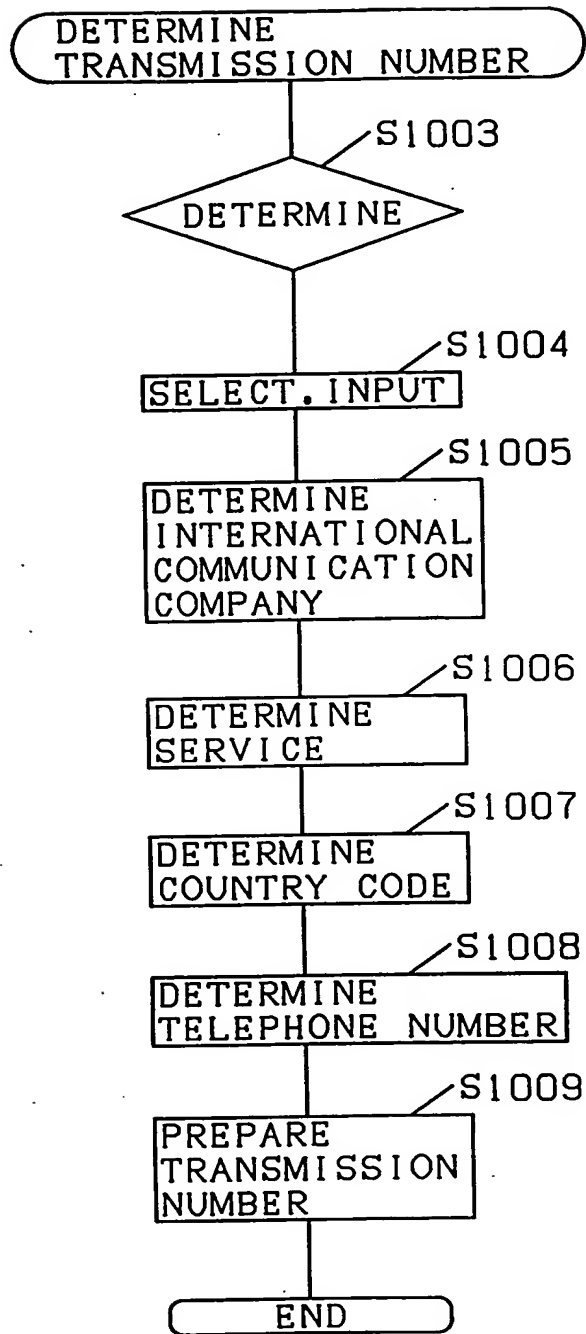 DETERMINE
TRANSMISSION NUMBER
S1003
DETERMINE
S1004
SELECT.INPUT
S1005
DETERMINE
INTERNATIONAL
COMMUNICATION
COMPANY
S1006
DETERMINE
SERVICE
S1007
DETERMINE
COUNTRY CODE
S1008
DETERMINE
TELEPHONE NUMBER
S1009
PREPARE
TRANSMISSION
NUMBER
END